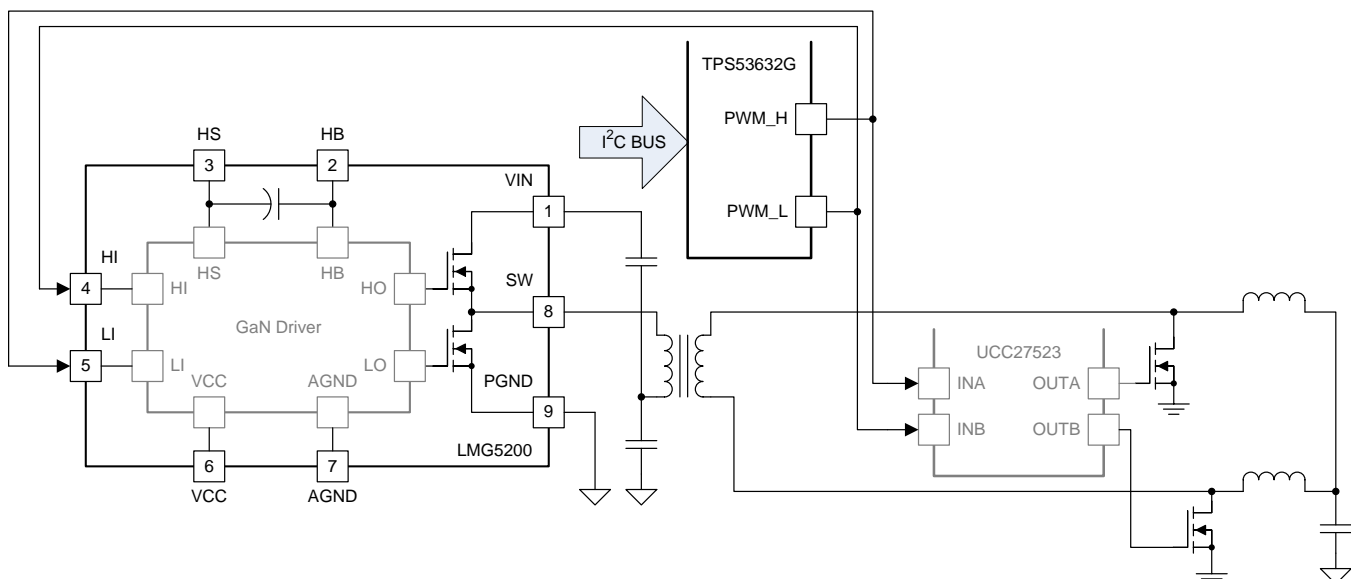 TPS53632G
PWM_H
I²C BUS
PWM_L
HS
HB
3
2
VIN
1
HS
HB
HI
4
HI
HO
SW
8
GaN Driver
LI
5
LI
LO
VCC
AGND
PGND
9
LMG5200
6
7
VCC
AGND
UCC27523
INA
OUTA
INB
OUTB